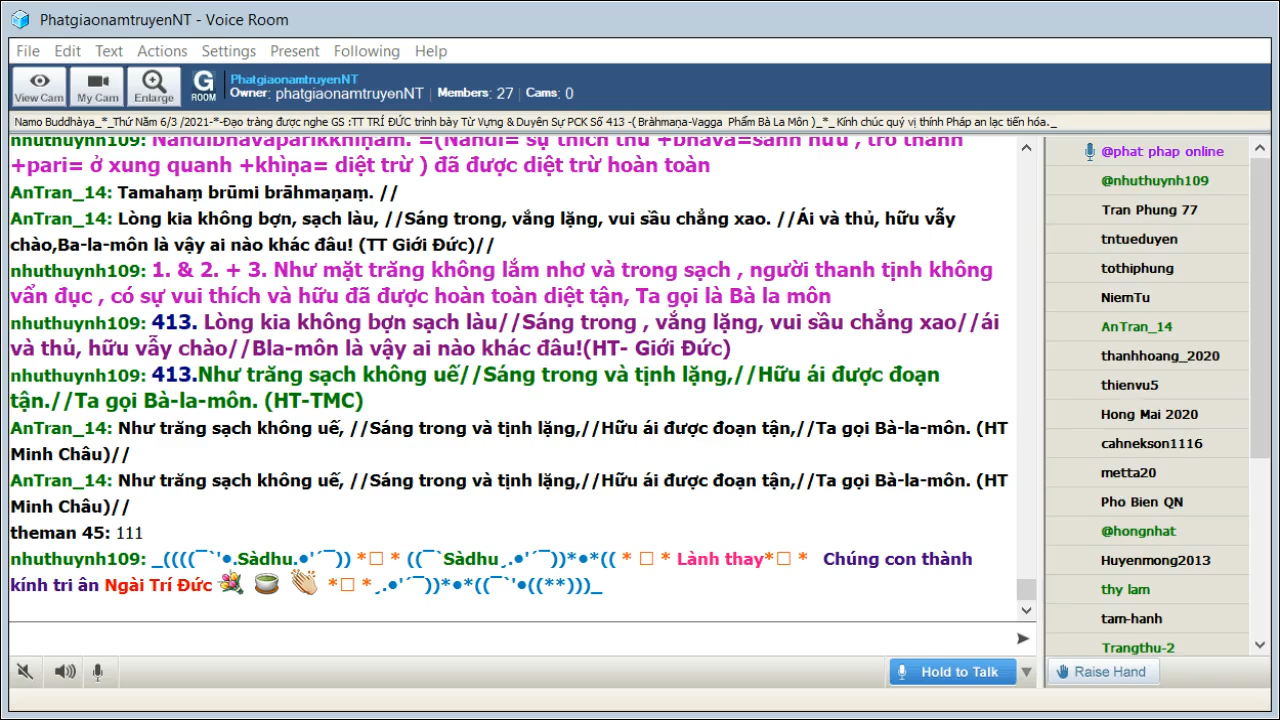 PhatgiaonamtruyenNT - Voice Room
File Edit Text Actions Settings Present Following Help
View Cam My Cam Enlarge G ROOM
PhatgiaonamtruyenNT
Owner: phatgiaonamtruyenNT | Members: 27 | Cams: 0
Namo Buddhàya_*_Thứ Năm 6/3 /2021-*-Đạo tràng được nghe GS :TT TRÍ ĐỨC trình bày Từ Vựng & Duyên Sự PCK Số 413 -( Bràhmaṇa-Vagga Phẩm Bà La Môn )_*_ Kính chúc quý vị thính Pháp an lạc tiến hóa._
nhuthuynh109: Nandibhavaparikkhiṇaṃ. =(Nandi= sự thích thú +bhava=sanh hữu , trở thành
+pari= ở xung quanh +khìṇa= diệt trừ ) đã được diệt trừ hoàn toàn
AnTran_14: Tamahaṃ brūmi brāhmaṇaṃ. //
AnTran_14: Lòng kia không bợn, sạch làu, //Sáng trong, vắng lặng, vui sầu chẳng xao. //Ái và thủ, hữu vẫy
chào,Ba-la-môn là vậy ai nào khác đâu! (TT Giới Đức)//
nhuthuynh109: 1. & 2. + 3. Như mặt trăng không lắm nhơ và trong sạch , người thanh tịnh không
vẩn đục , có sự vui thích và hữu đã được hoàn toàn diệt tận, Ta gọi là Bà la môn
nhuthuynh109: 413. Lòng kia không bợn sạch làu//Sáng trong , vắng lặng, vui sầu chẳng xao//ái
và thủ, hữu vẫy chào//Bla-môn là vậy ai nào khác đâu!(HT- Giới Đức)
nhuthuynh109: 413.Như trăng sạch không uế//Sáng trong và tịnh lặng,//Hữu ái được đoạn
tận.//Ta gọi Bà-la-môn. (HT-TMC)
AnTran_14: Như trăng sạch không uế, //Sáng trong và tịnh lặng,//Hữu ái được đoạn tận,//Ta gọi Bà-la-môn. (HT
Minh Châu)//
AnTran_14: Như trăng sạch không uế, //Sáng trong và tịnh lặng,//Hữu ái được đoạn tận,//Ta gọi Bà-la-môn. (HT
Minh Châu)//
theman 45: 111
nhuthuynh109: _((((¯`'•.Sàdhu.•'´¯)) *□ * ((¯`Sàdhu¸.•'´¯))*•*(( * □ * Lành thay*□ * Chúng con thành
kính tri ân Ngài Trí Đức 💐 🍵 👏 *□ *¸.•'´¯))*•*((¯`'•((**)))_
Hold to Talk
@phat phap online
@nhuthuynh109
Tran Phung 77
tntueduyen
tothiphung
NiemTu
AnTran_14
thanhhoang_2020
thienvu5
Hong Mai 2020
cahnekson1116
metta20
Pho Bien QN
@hongnhat
Huyenmong2013
thy lam
tam-hanh
Trangthu-2
Raise Hand